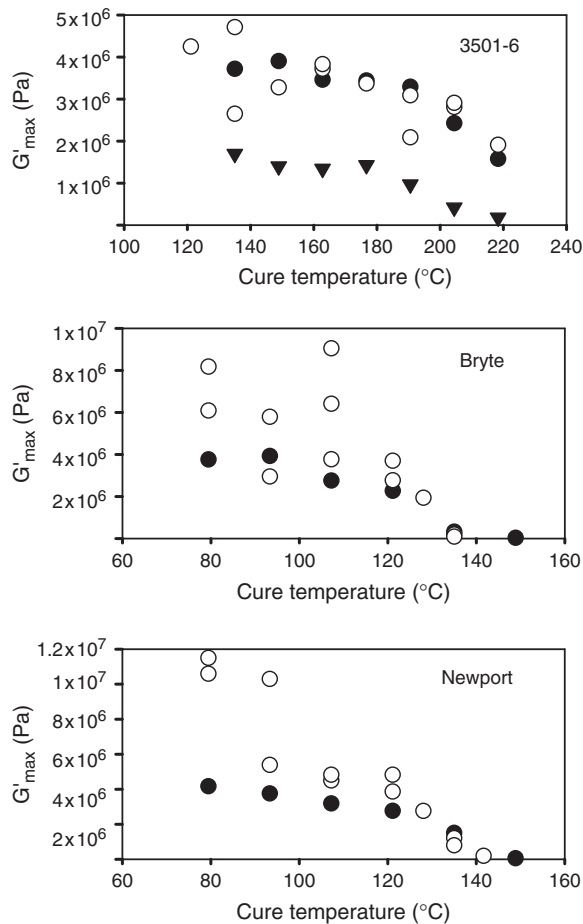 5x10⁶
4x10⁶
3x10⁶
2x10⁶
1x10⁶
G'max (Pa)
3501-6
100 120 140 160 180 200 220 240
Cure temperature (°C)
1x10⁷
8x10⁶
6x10⁶
4x10⁶
2x10⁶
G'max (Pa)
Bryte
60 80 100 120 140 160
Cure temperature (°C)
1.2x10⁷
1x10⁷
8x10⁶
6x10⁶
4x10⁶
2x10⁶
G'max (Pa)
Newport
60 80 100 120 140 160
Cure temperature (°C)